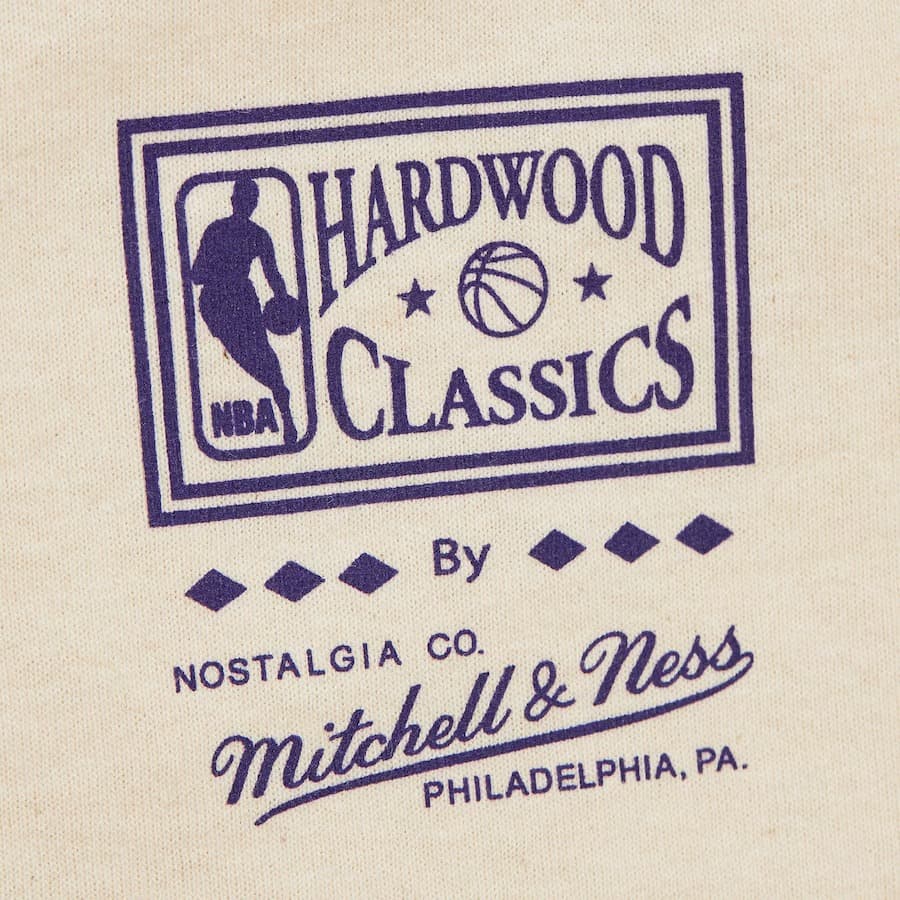 HARDWOOD
CLASSICS
NBA
By
NOSTALGIA CO.
Mitchell & Ness
PHILADELPHIA, PA.